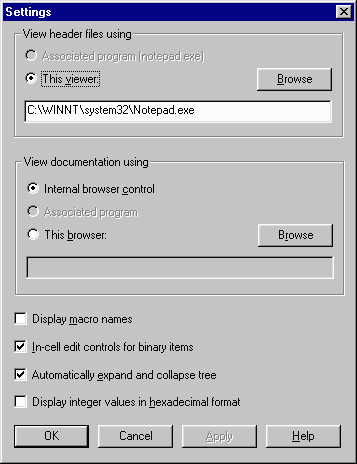 Settings
View header files using
Associated program (notepad.exe)
This viewer:
Browse
C:\WINNT\system32\Notepad.exe
View documentation using
Internal browser control
Associated program
This browser:
Browse
Display macro names
In-cell edit controls for binary items
Automatically expand and collapse tree
Display integer values in hexadecimal format
OK Cancel Apply Help